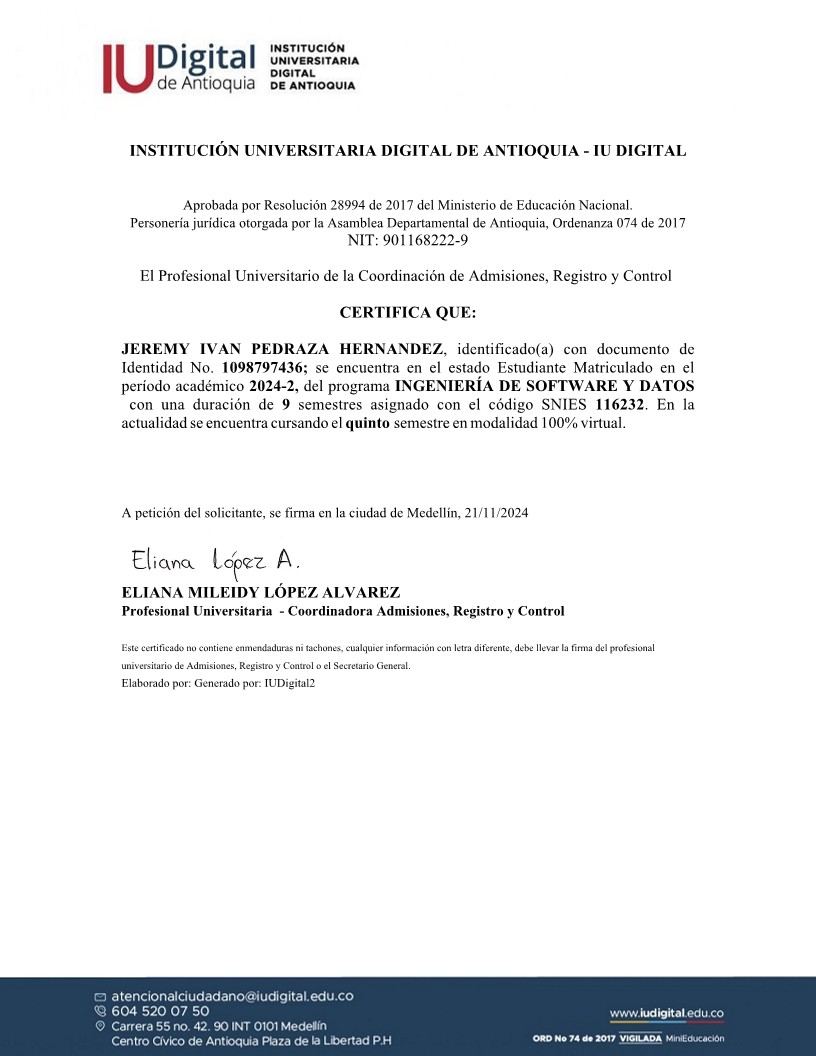 IUDigital
de Antioquia
INSTITUCIÓN
UNIVERSITARIA
DIGITAL
DE ANTIOQUIA
INSTITUCIÓN UNIVERSITARIA DIGITAL DE ANTIOQUIA - IU DIGITAL
Aprobada por Resolución 28994 de 2017 del Ministerio de Educación Nacional.
Personería jurídica otorgada por la Asamblea Departamental de Antioquia, Ordenanza 074 de 2017
NIT: 901168222-9
El Profesional Universitario de la Coordinación de Admisiones, Registro y Control
CERTIFICA QUE:
JEREMY IVAN PEDRAZA HERNANDEZ, identificado(a) con documento de
Identidad No. 1098797436; se encuentra en el estado Estudiante Matriculado en el
período académico 2024-2, del programa INGENIERÍA DE SOFTWARE Y DATOS
con una duración de 9 semestres asignado con el código SNIES 116232. En la
actualidad se encuentra cursando el quinto semestre en modalidad 100% virtual.
A petición del solicitante, se firma en la ciudad de Medellín, 21/11/2024
Eliana López A.
ELIANA MILEIDY LÓPEZ ALVAREZ
Profesional Universitaria - Coordinadora Admisiones, Registro y Control
Este certificado no contiene enmendaduras ni tachones, cualquier información con letra diferente, debe llevar la firma del profesional
universitario de Admisiones, Registro y Control o el Secretario General.
Elaborado por: Generado por: IUDigital2
atencionalciudadano@iudigital.edu.co
604 520 07 50
Carrera 55 no. 42. 90 INT 0101 Medellín
Centro Cívico de Antioquia Plaza de la Libertad P.H
www.iudigital.edu.co
ORD No 74 de 2017 VIGILADA MiniEducación